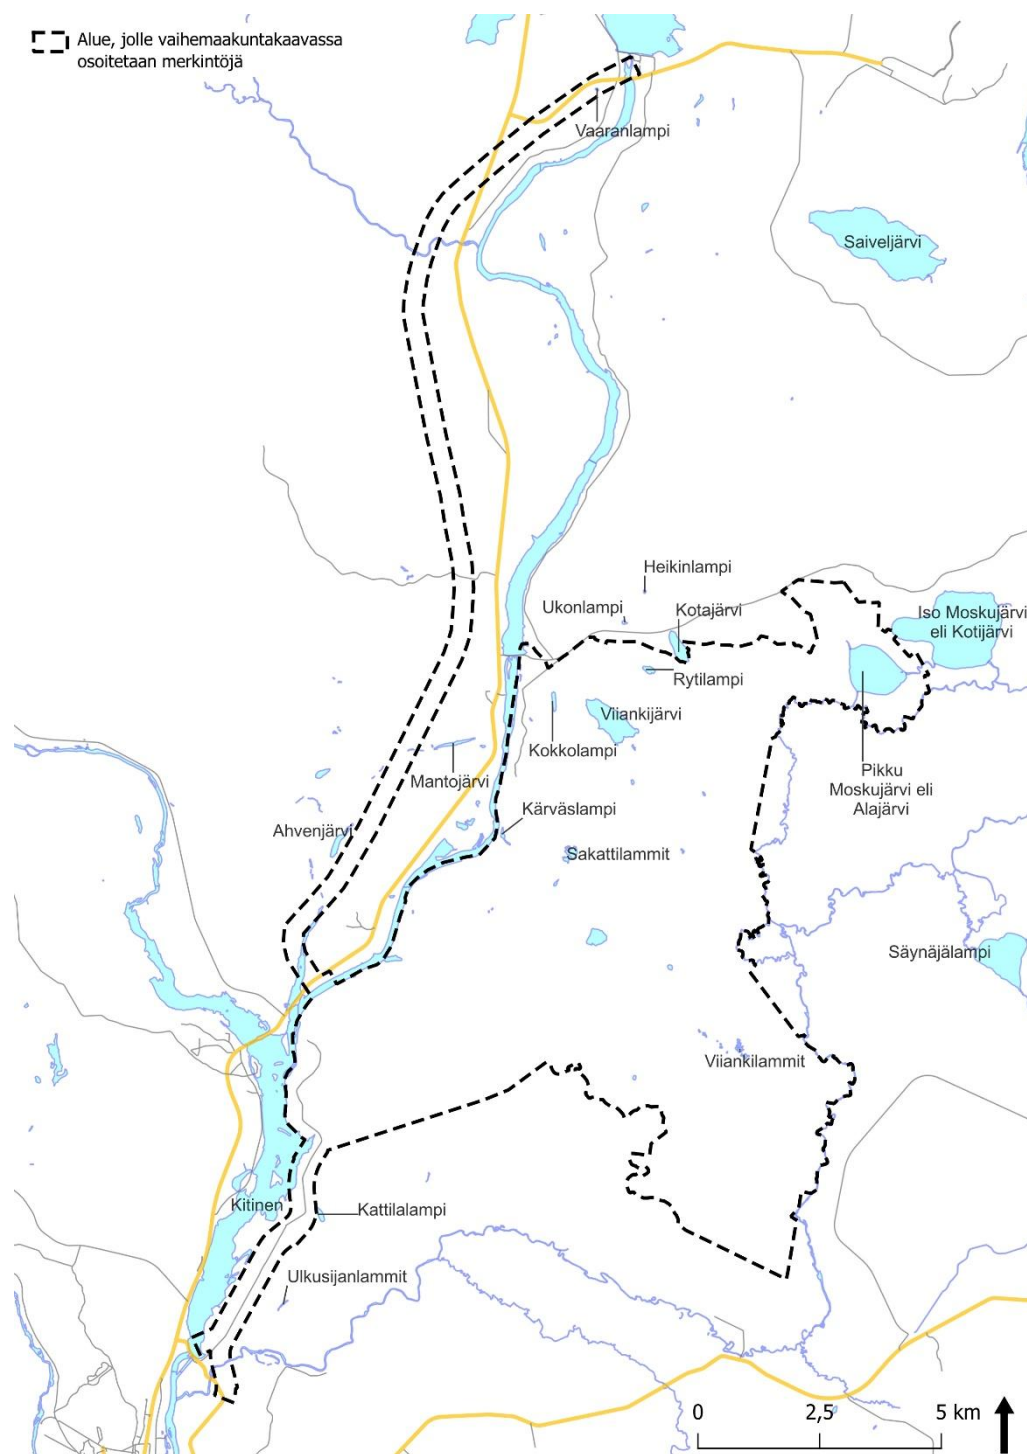 Alue, jolle vaihemaakuntakaavassa
osoitetaan merkintöjä
Vaaranlampi
Saiveljärvi
Heikinlampi
Ukonlampi
Kotajärvi
Iso Moskujärvi
eli Kotijärvi
Rytilampi
Viiankijärvi
Kokkolampi
Mantojärvi
Pikku
Moskujärvi eli
Alajärvi
Kärväslampi
Ahvenjärvi
Sakattilammit
Säynäjälampi
Viiankilammit
Kitinen
Kattilalampi
Ulkusijanlammit
0 2,5 5 km